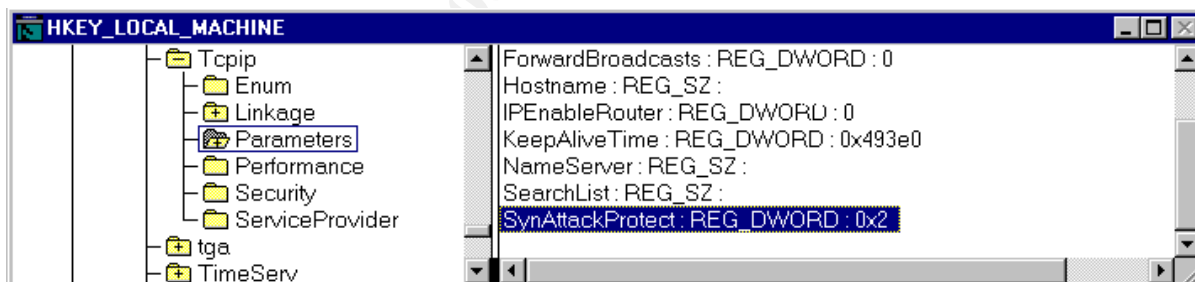 HKEY_LOCAL_MACHINE
Tcpip
Enum
Linkage
Parameters
Performance
Security
ServiceProvider
tga
TimeServ
ForwardBroadcasts : REG_DWORD : 0
Hostname : REG_SZ :
IPEnableRouter : REG_DWORD : 0
KeepAliveTime : REG_DWORD : 0x493e0
NameServer : REG_SZ :
SearchList : REG_SZ :
SynAttackProtect : REG_DWORD : 0x2